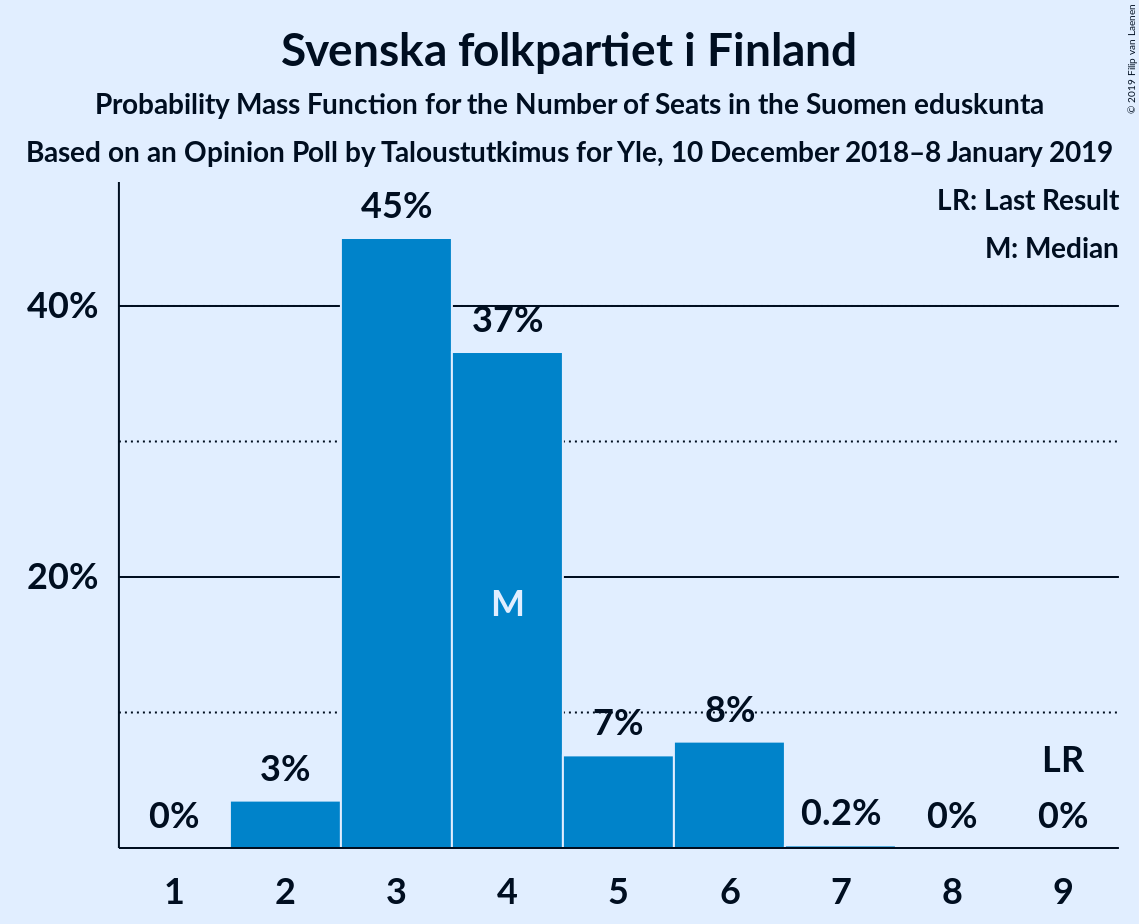 Svenska folkpartiet i Finland
Probability Mass Function for the Number of Seats in the Suomen eduskunta
Based on an Opinion Poll by Taloustutkimus for Yle, 10 December 2018–8 January 2019
© 2019 Filip van Laenen
LR: Last Result
M: Median
45%
40%
37%
20%
M
8%
7%
3%
LR
0%
0.2%
0%
0%
1 2 3 4 5 6 7 8 9